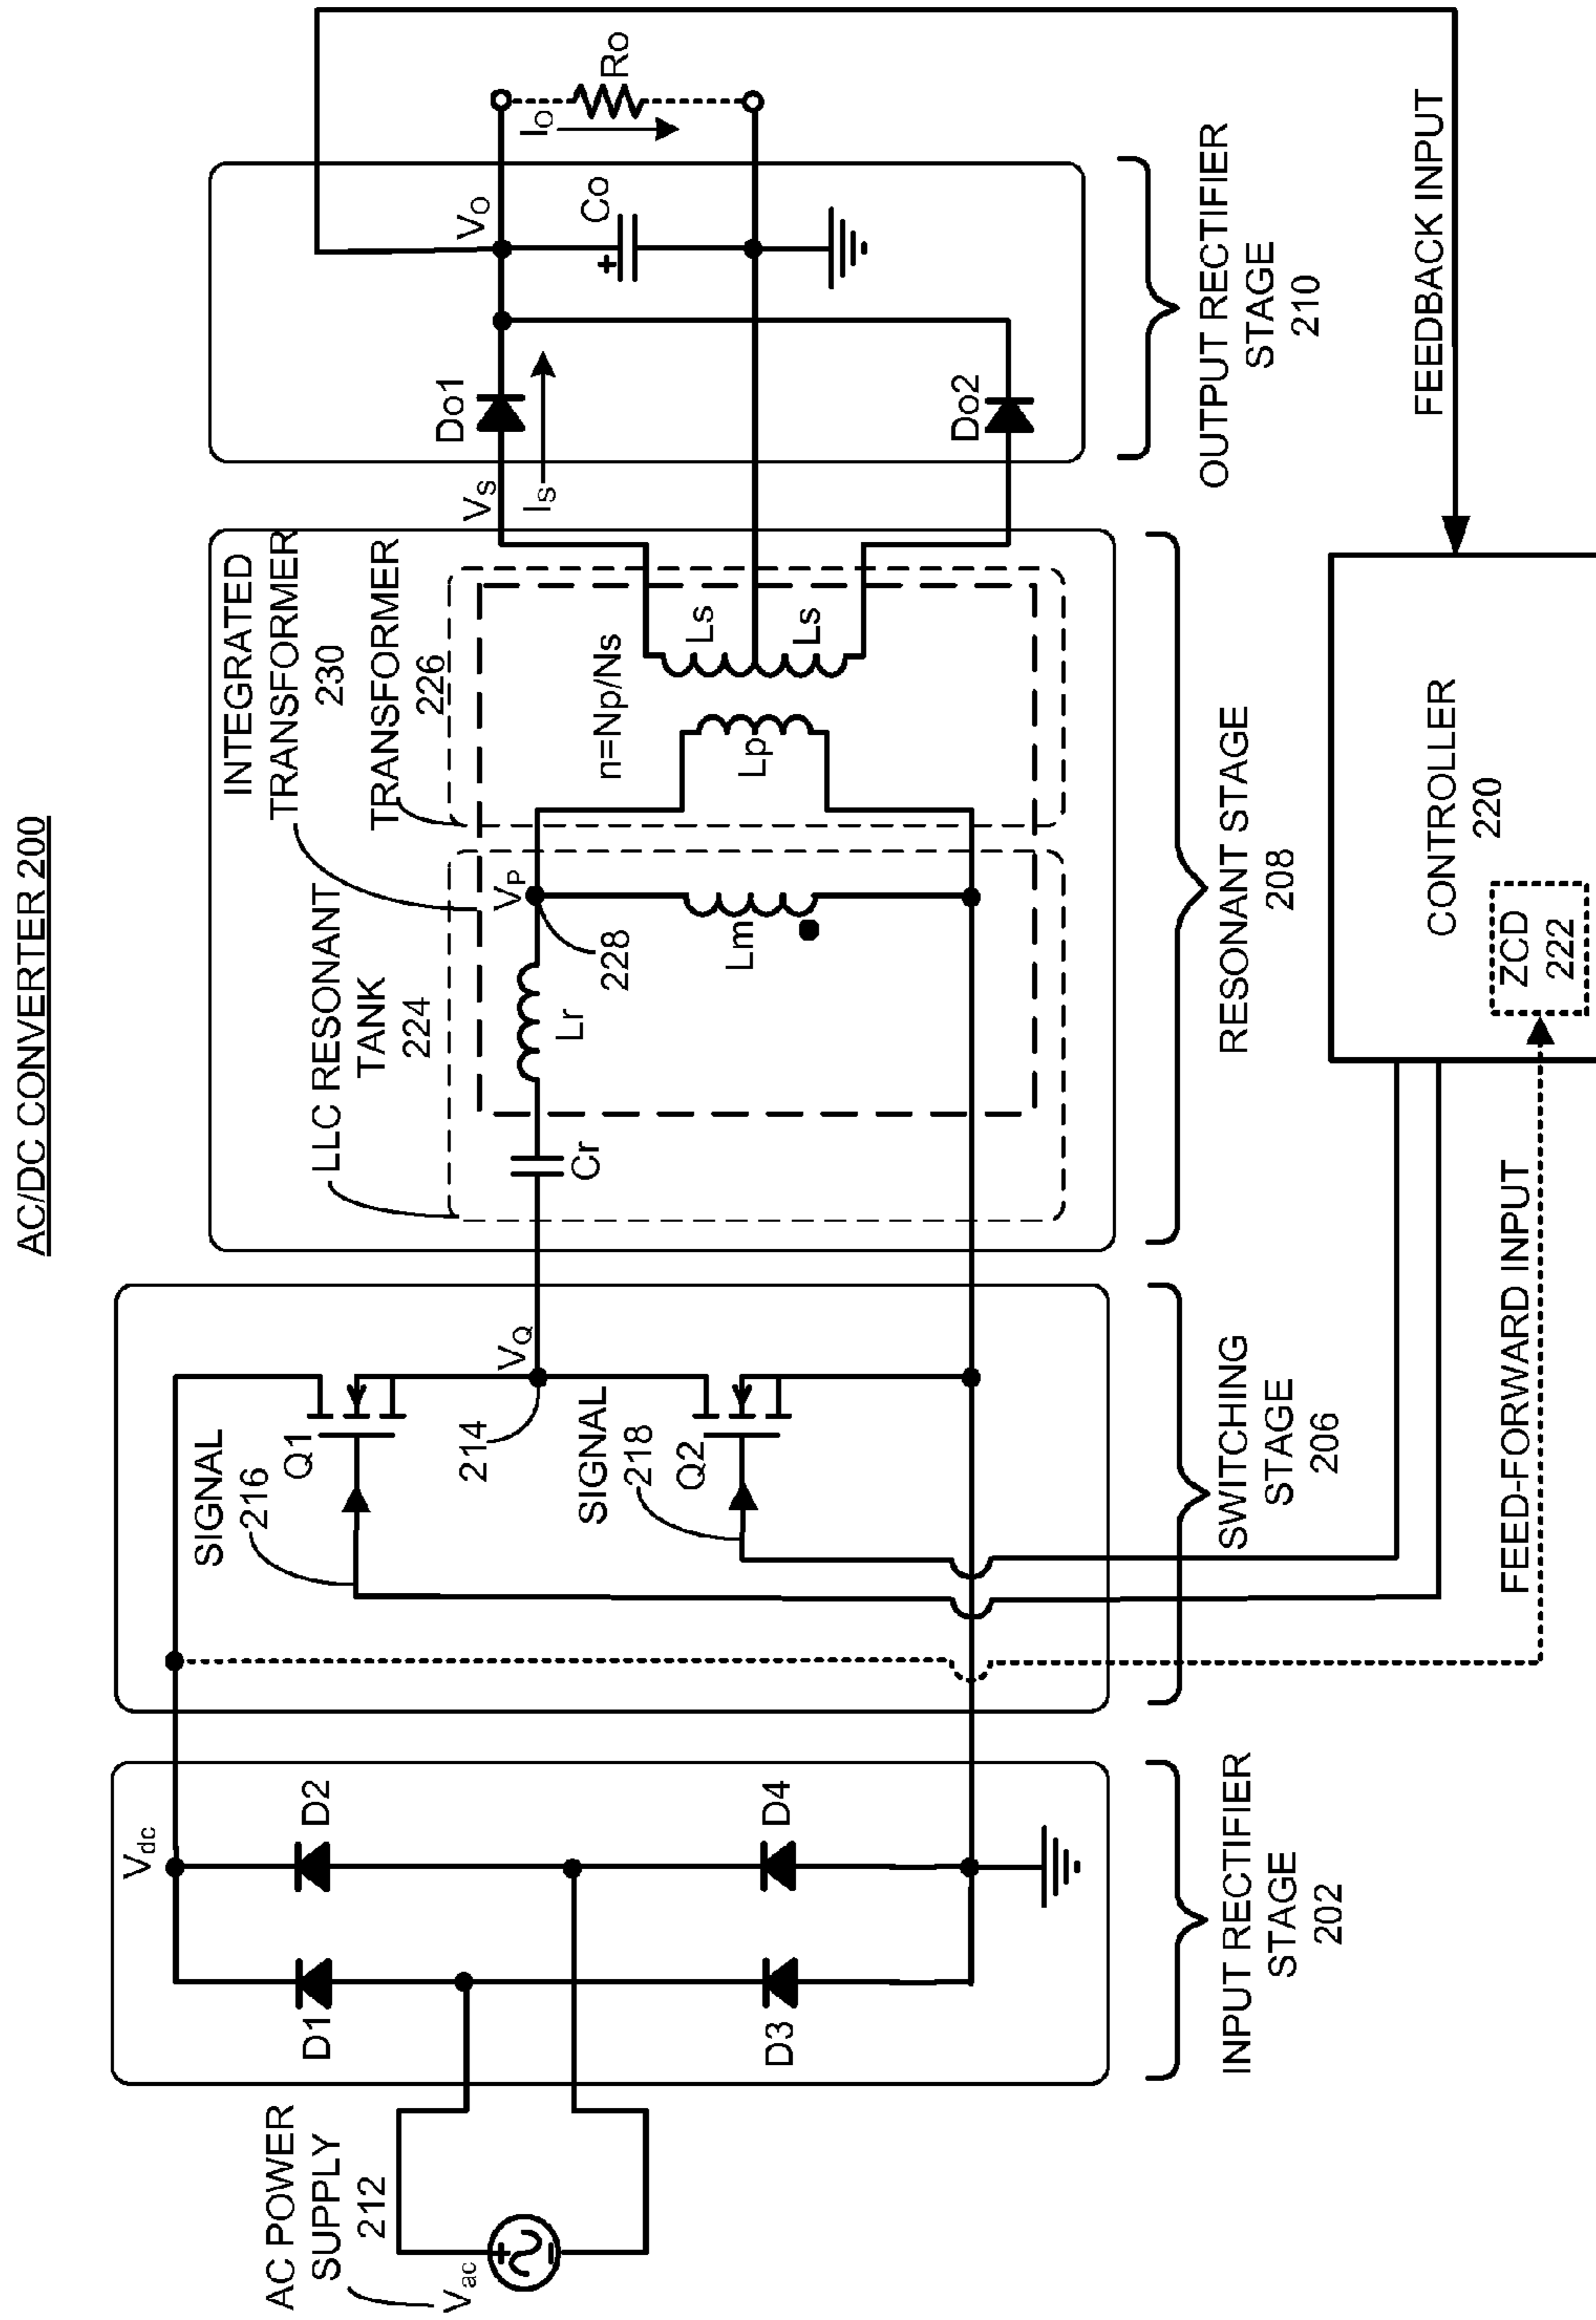 AC/DC CONVERTER 200
AC POWER
SUPPLY
212
Vac
D1
D2
D3
D4
Vdc
INPUT RECTIFIER
STAGE
202
SIGNAL
216
Q1
214
VQ
SIGNAL
218
Q2
SWITCHING
STAGE
206
FEED-FORWARD INPUT
LLC RESONANT
TANK
224
INTEGRATED
TRANSFORMER
230
TRANSFORMER
226
Cr
Lr
VP
228
Lm
n=Np/Ns
Lp
Ls
Ls
RESONANT STAGE
208
VS
IS
Do1
Do2
VO
+
Co
IO
Ro
OUTPUT RECTIFIER
STAGE
210
FEEDBACK INPUT
CONTROLLER
220
ZCD
222